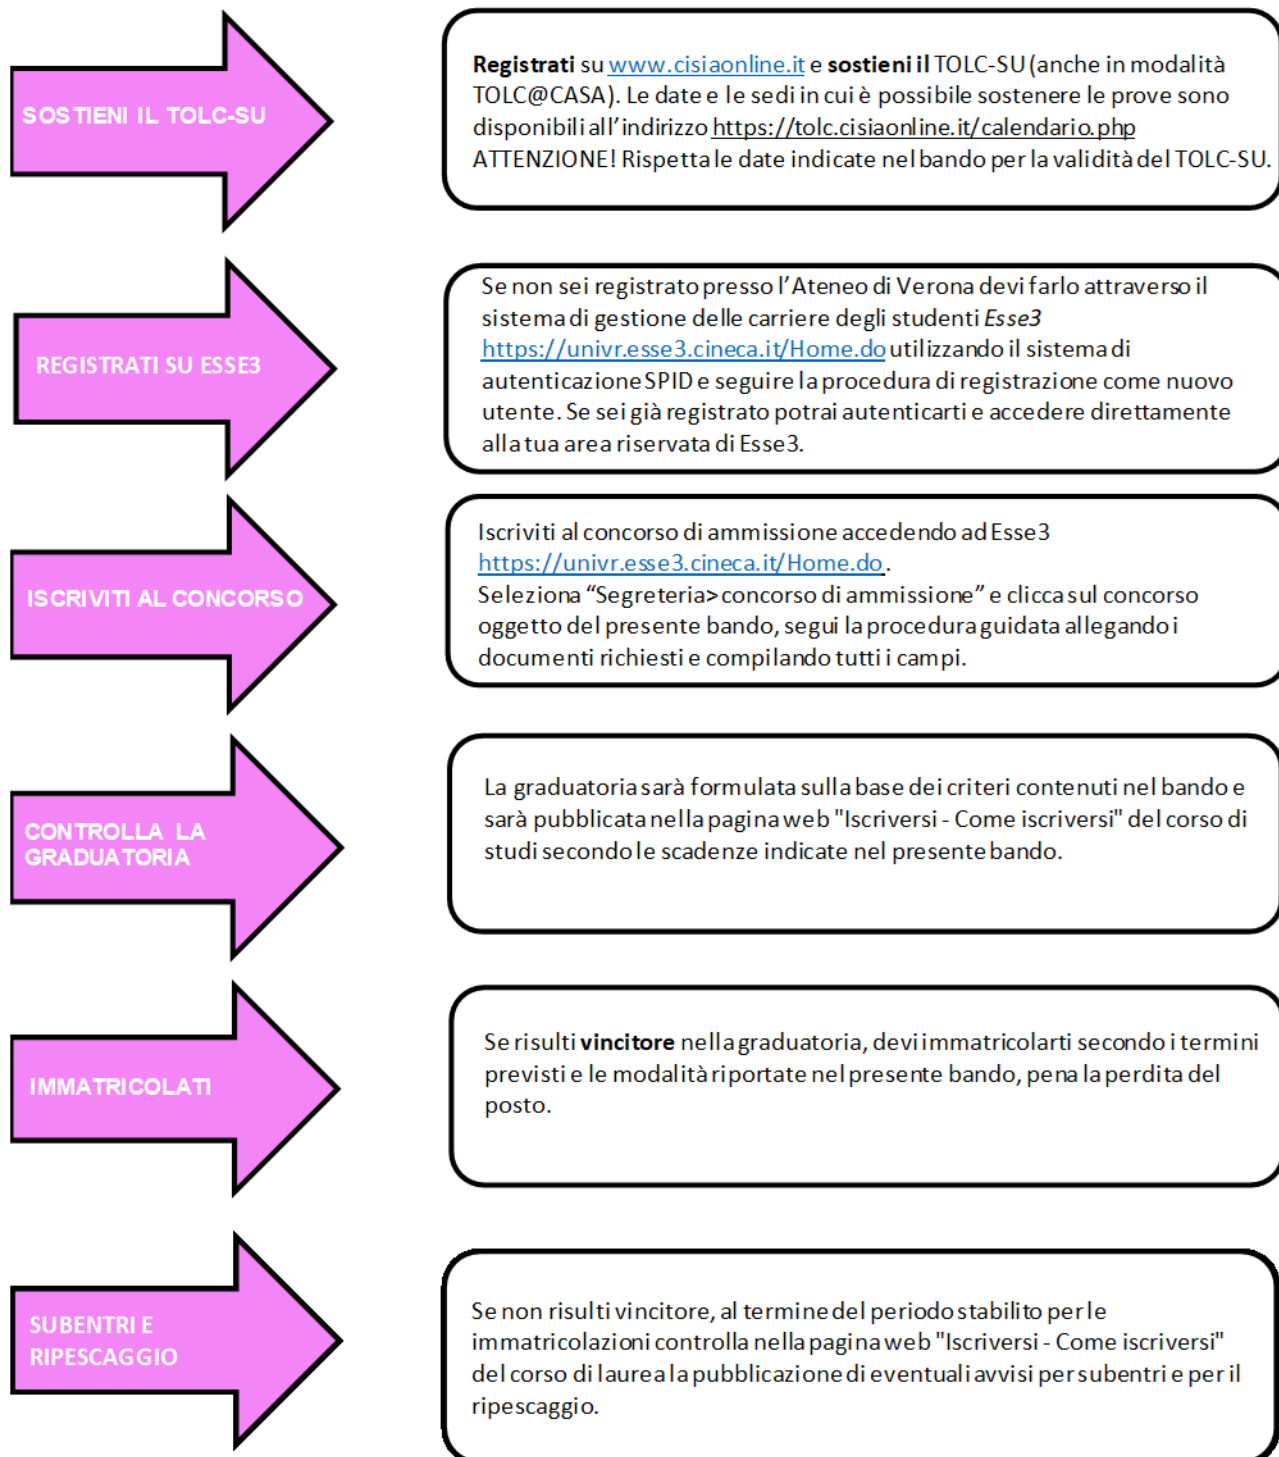 SOSTIENI IL TOLC-SU
Registrati su www.cisiaonline.it e sostieni il TOLC-SU (anche in modalità
TOLC@CASA). Le date e le sedi in cui è possibile sostenere le prove sono
disponibili all'indirizzo https://tolc.cisiaonline.it/calendario.php
ATTENZIONE! Rispetta le date indicate nel bando per la validità del TOLC-SU.
REGISTRATI SU ESSE3
Se non sei registrato presso l'Ateneo di Verona devi farlo attraverso il
sistema di gestione delle carriere degli studenti Esse3
https://univr.esse3.cineca.it/Home.do utilizzando il sistema di
autenticazione SPID e seguire la procedura di registrazione come nuovo
utente. Se sei già registrato potrai autenticarti e accedere direttamente
alla tua area riservata di Esse3.
ISCRIVITI AL CONCORSO
Iscriviti al concorso di ammissione accedendo ad Esse3
https://univr.esse3.cineca.it/Home.do.
Seleziona “Segreteria> concorso di ammissione” e clicca sul concorso
oggetto del presente bando, segui la procedura guidata allegando i
documenti richiesti e compilando tutti i campi.
CONTROLLA LA
GRADUATORIA
La graduatoria sarà formulata sulla base dei criteri contenuti nel bando e
sarà pubblicata nella pagina web "Iscriversi - Come iscriversi" del corso di
studi secondo le scadenze indicate nel presente bando.
IMMATRICOLATI
Se risulti vincitore nella graduatoria, devi immatricolarti secondo i termini
previsti e le modalità riportate nel presente bando, pena la perdita del
posto.
SUBENTRI E
RIPESCAGGIO
Se non risulti vincitore, al termine del periodo stabilito per le
immatricolazioni controlla nella pagina web "Iscriversi - Come iscriversi"
del corso di laurea la pubblicazione di eventuali avvisi per subentri e per il
ripescaggio.